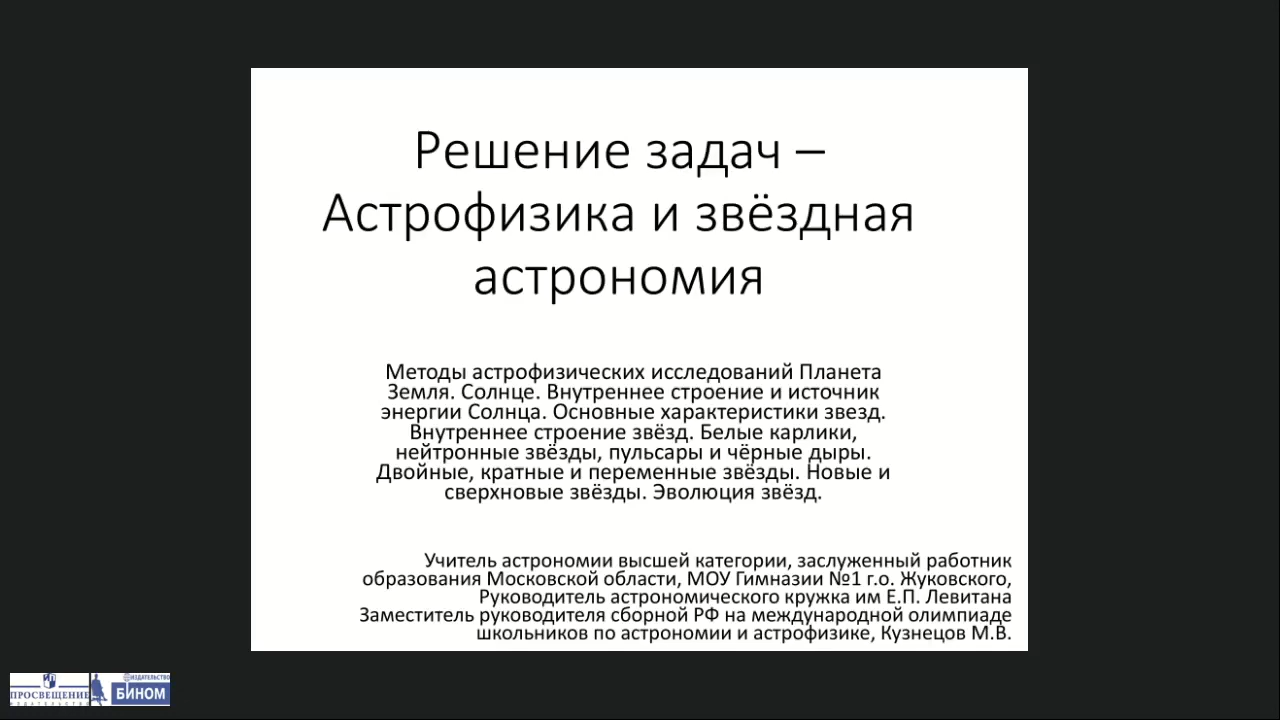 Решение задач –
Астрофизика и звёздная
астрономия
Методы астрофизических исследований Планета
Земля. Солнце. Внутреннее строение и источник
энергии Солнца. Основные характеристики звезд.
Внутреннее строение звёзд. Белые карлики,
нейтронные звёзды, пульсары и чёрные дыры.
Двойные, кратные и переменные звёзды. Новые и
сверхновые звёзды. Эволюция звёзд.
Учитель астрономии высшей категории, заслуженный работник
образования Московской области, МОУ Гимназии №1 г.о. Жуковского,
Руководитель астрономического кружка им Е.П. Левитана
Заместитель руководителя сборной РФ на международной олимпиаде
школьников по астрономии и астрофизике, Кузнецов М.В.
ПРОСВЕЩЕНИЕ
ИЗДАТЕЛЬСТВО
ИЗДАТЕЛЬСТВО
БИНОМ